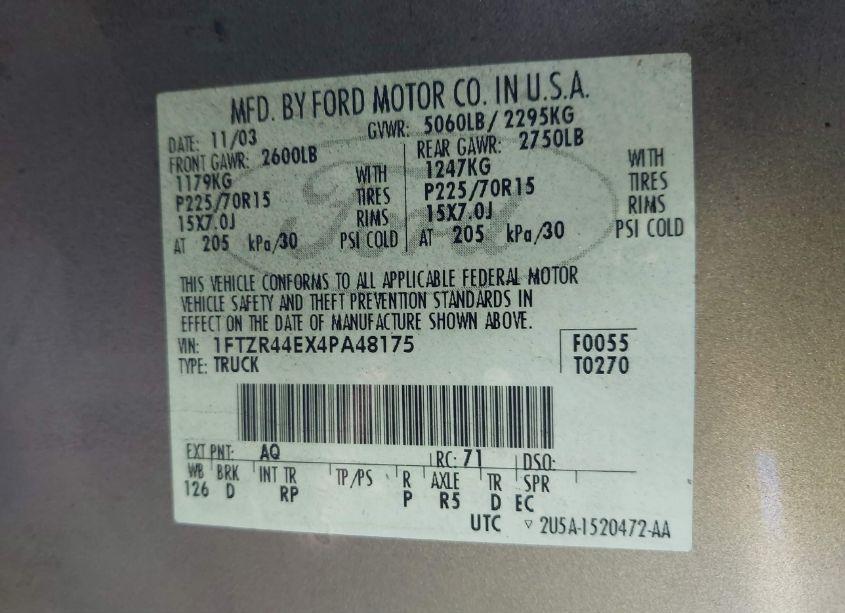 MFD. BY FORD MOTOR CO. IN U.S.A.
DATE: 11/03 GVWR: 5060LB/ 2295KG
FRONT GAWR: 2600LB
1179KG WITH
P225/70R15 TIRES
15X7.0J RIMS
AT 205 kPa/30 PSI COLD
REAR GAWR: 2750LB
1247KG WITH
P225/70R15 TIRES
15X7.0J RIMS
AT 205 kPa/30 PSI COLD
Ford
THIS VEHICLE CONFORMS TO ALL APPLICABLE FEDERAL MOTOR
VEHICLE SAFETY AND THEFT PREVENTION STANDARDS IN
EFFECT ON THE DATE OF MANUFACTURE SHOWN ABOVE.
VIN: 1FTZR44EX4PA48175 F0055
TYPE: TRUCK T0270
EXT PNT: AQ RC: 71 DSO:
WB BRK INT TR TP/PS R AXLE TR SPR
126 D RP P R5 D EC
UTC ▽ 2U5A-1520472-AA